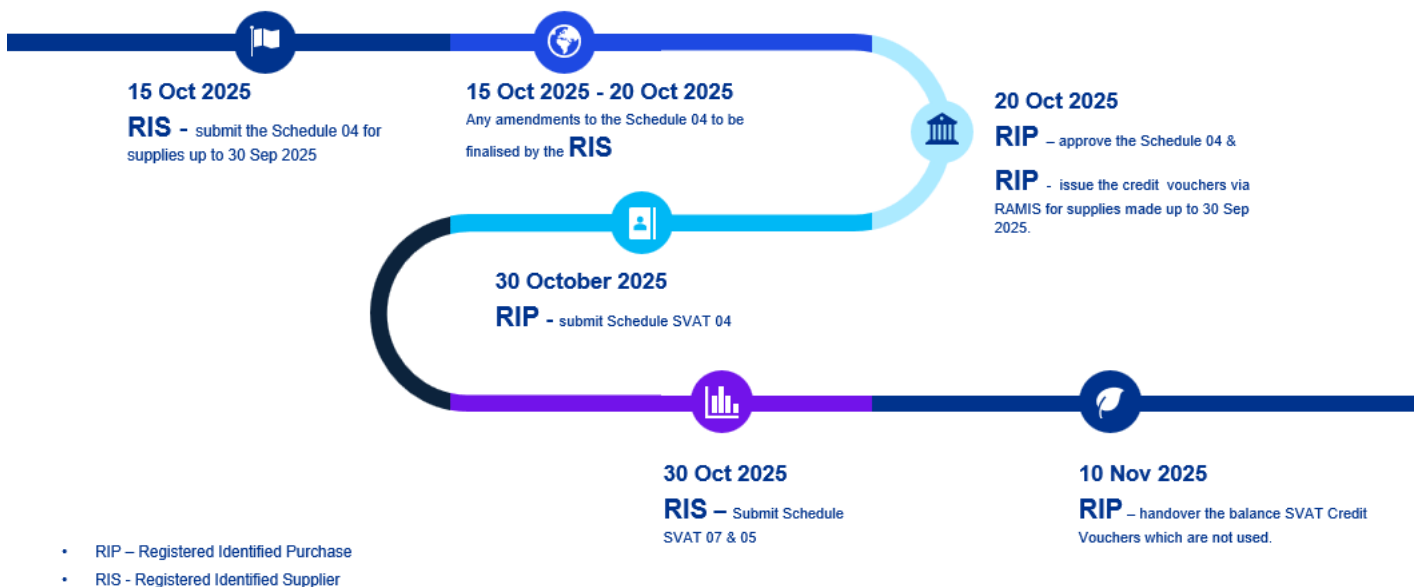 15 Oct 2025
RIS - submit the Schedule 04 for
supplies up to 30 Sep 2025
15 Oct 2025 - 20 Oct 2025
Any amendments to the Schedule 04 to be
finalised by the RIS
20 Oct 2025
RIP – approve the Schedule 04 &
RIP - issue the credit vouchers via
RAMIS for supplies made up to 30 Sep
2025.
30 October 2025
RIP - submit Schedule SVAT 04
30 Oct 2025
RIS – Submit Schedule
SVAT 07 & 05
10 Nov 2025
RIP – handover the balance SVAT Credit
Vouchers which are not used.
• RIP – Registered Identified Purchase
• RIS - Registered Identified Supplier